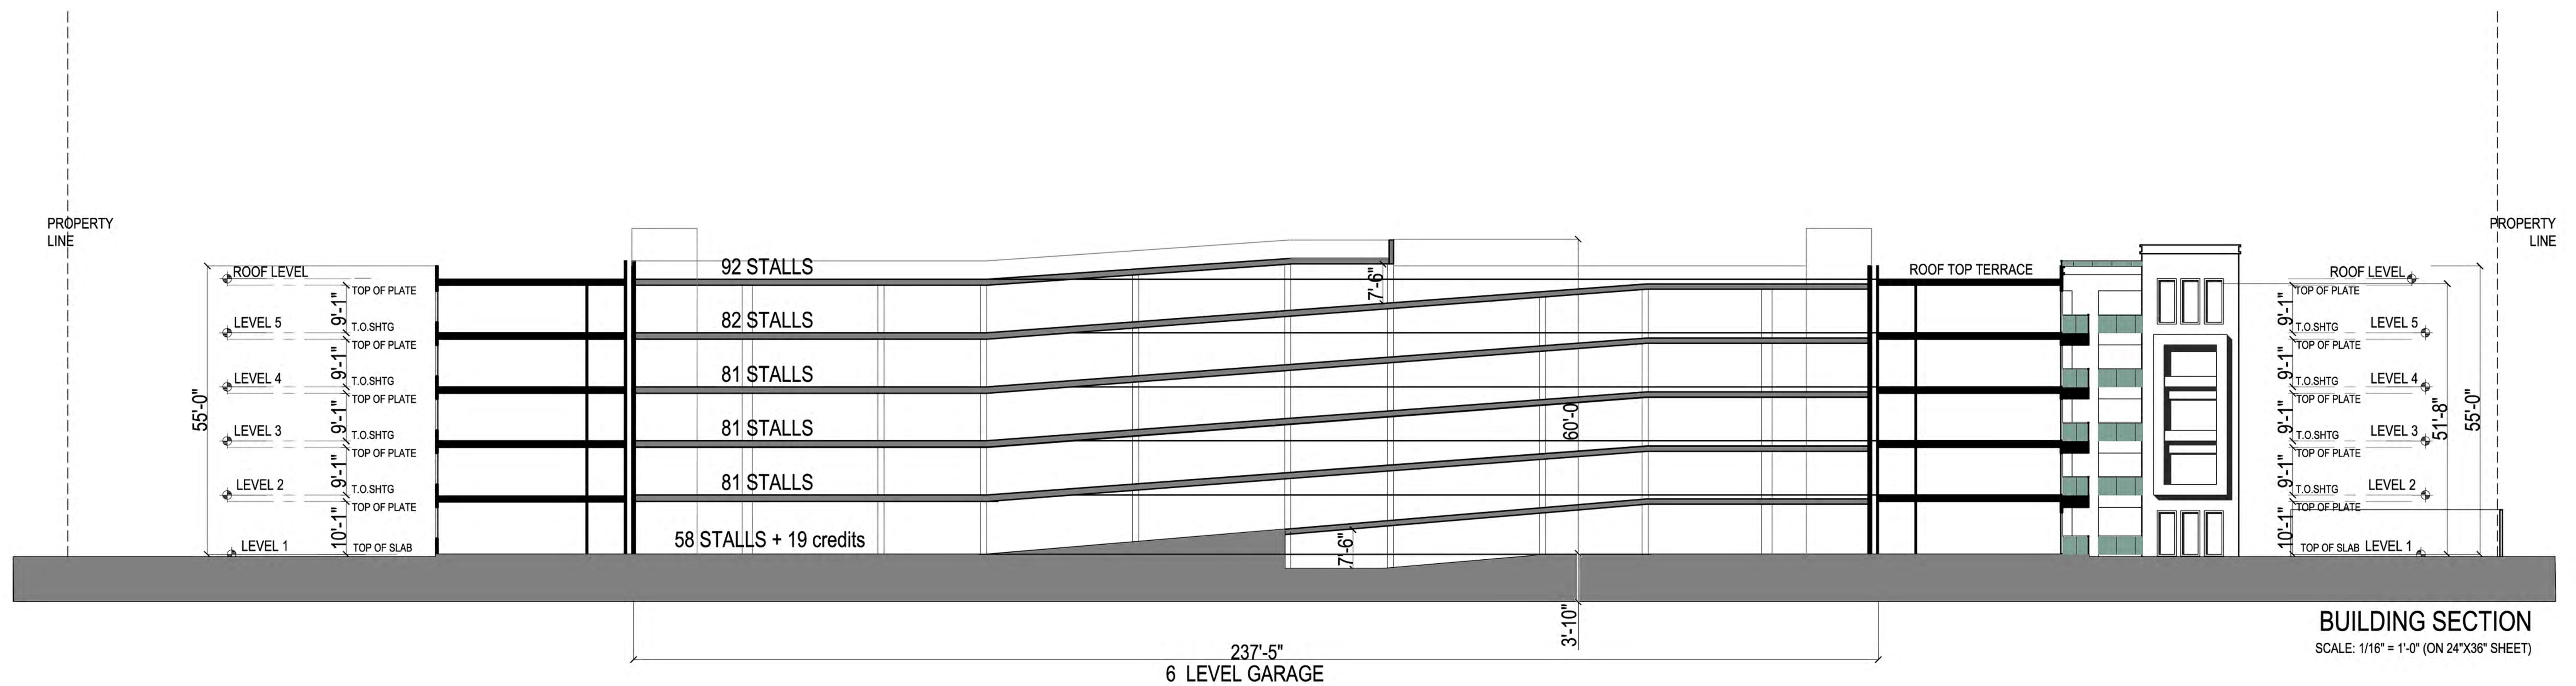 PROPERTY
LINE
PROPERTY
LINE
55'-0"
ROOF LEVEL
TOP OF PLATE
9'-1"
LEVEL 5
T.O.SHTG
TOP OF PLATE
9'-1"
LEVEL 4
T.O.SHTG
TOP OF PLATE
9'-1"
LEVEL 3
T.O.SHTG
TOP OF PLATE
9'-1"
LEVEL 2
T.O.SHTG
TOP OF PLATE
10'-1"
LEVEL 1
TOP OF SLAB
92 STALLS
82 STALLS
81 STALLS
81 STALLS
81 STALLS
58 STALLS + 19 credits
7'-6"
7'-6"
60'-0
3'-10"
ROOF TOP TERRACE
ROOF LEVEL
TOP OF PLATE
9'-1"
T.O.SHTG
LEVEL 5
TOP OF PLATE
9'-1"
T.O.SHTG
LEVEL 4
TOP OF PLATE
9'-1"
T.O.SHTG
LEVEL 3
TOP OF PLATE
9'-1"
T.O.SHTG
LEVEL 2
TOP OF PLATE
10'-1"
TOP OF SLAB LEVEL 1
51'-8"
55'-0"
237'-5"
6 LEVEL GARAGE
BUILDING SECTION
SCALE: 1/16" = 1'-0" (ON 24"X36" SHEET)